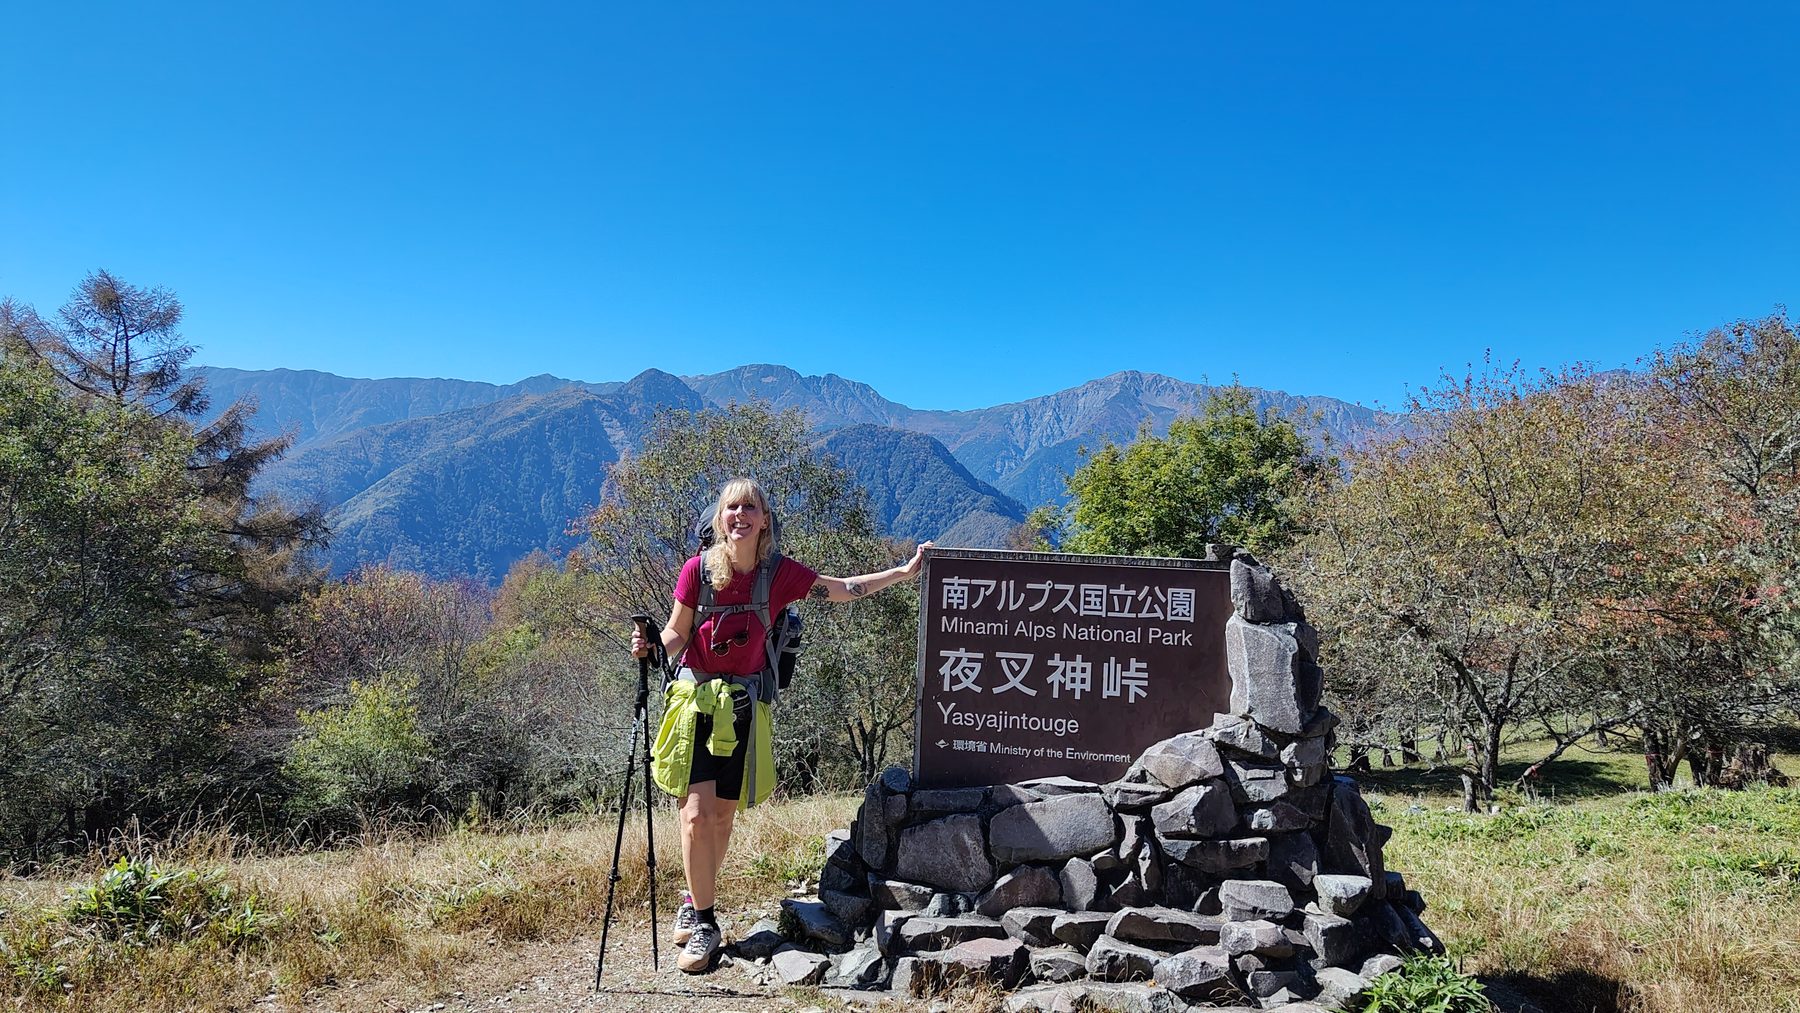 南アルプス国立公園
Minami Alps National Park
夜叉神峠
Yasyajintouge
環境省 Ministry of the Environment